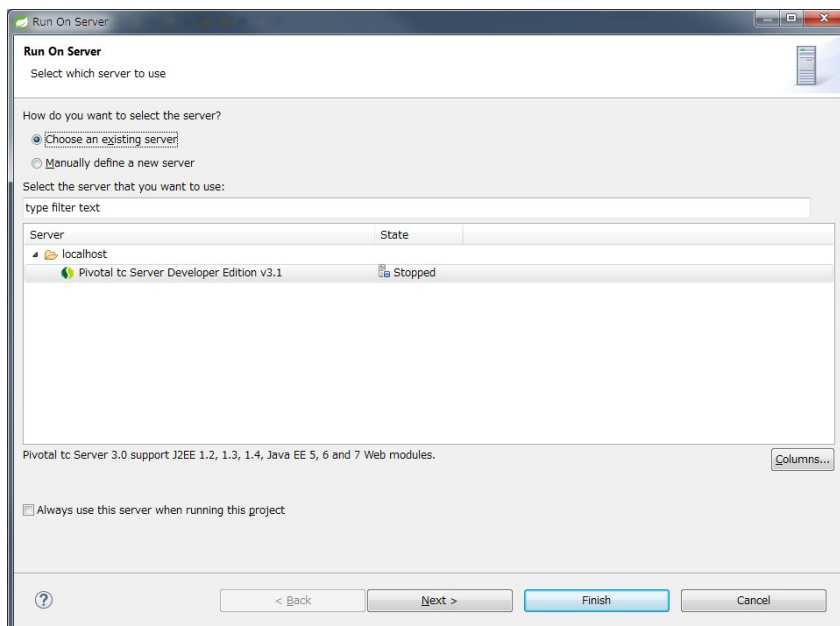 Run On Server
Run On Server
Select which server to use
How do you want to select the server?
Choose an existing server
Manually define a new server
Select the server that you want to use:
type filter text
Server State
localhost
Pivotal tc Server Developer Edition v3.1 Stopped
Pivotal tc Server 3.0 support J2EE 1.2, 1.3, 1.4, Java EE 5, 6 and 7 Web modules.
Columns...
Always use this server when running this project
? < Back Next > Finish Cancel